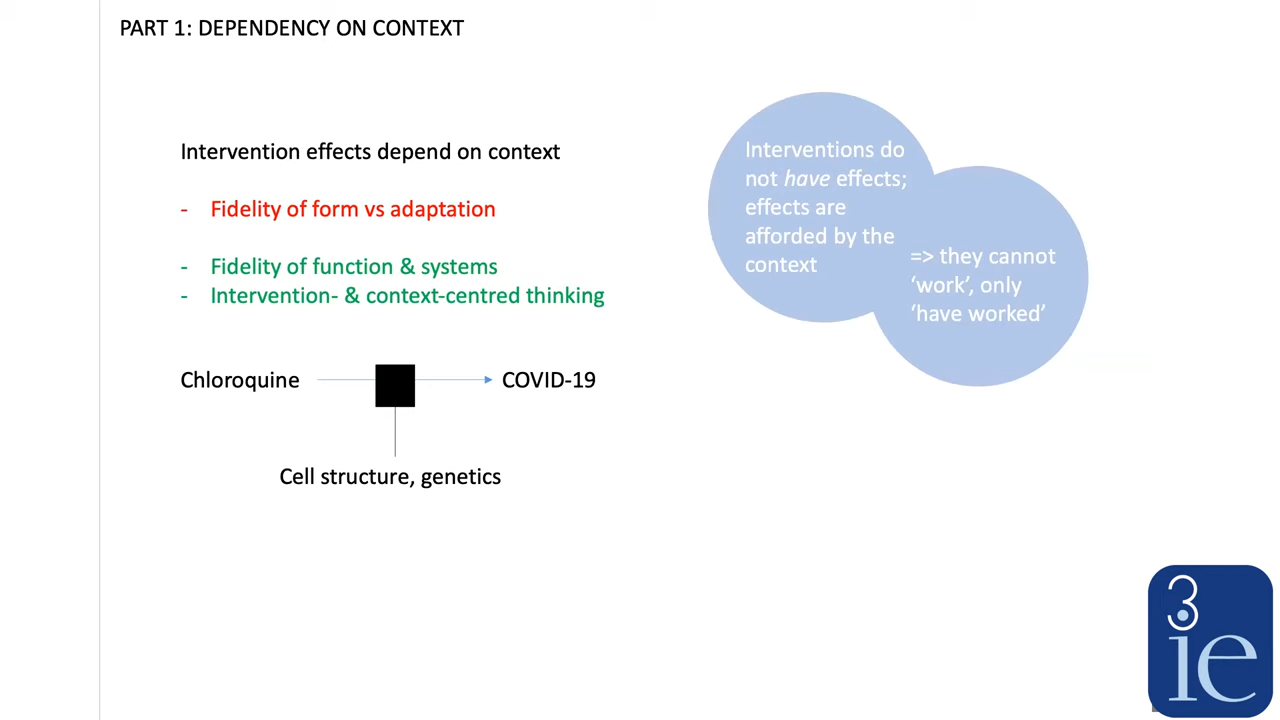 PART 1: DEPENDENCY ON CONTEXT
Intervention effects depend on context
- Fidelity of form vs adaptation
- Fidelity of function & systems
- Intervention- & context-centred thinking
Chloroquine
COVID-19
Cell structure, genetics
Interventions do
not have effects;
effects are
afforded by the
context
=> they cannot
‘work’, only
‘have worked’
3
ie